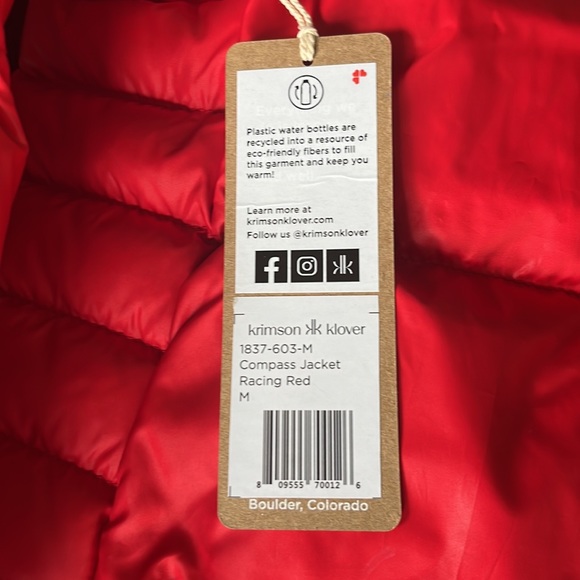 Plastic water bottles are
recycled into a resource of
eco-friendly fibers to fill
this garment and keep you
warm!
Learn more at
krimsonklover.com
Follow us @krimsonklover
krimson klover
1837-603-M
Compass Jacket
Racing Red
M
8 09555 70012 6
Boulder, Colorado